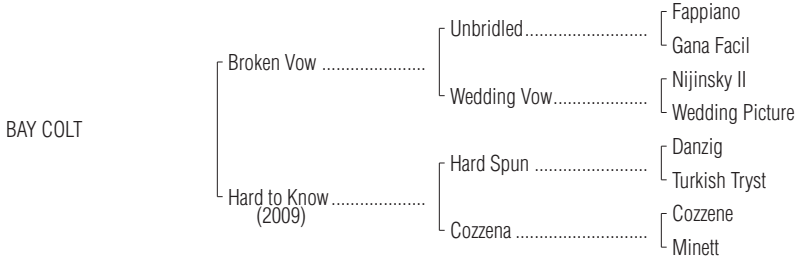 Fappiano
Unbridled
Gana Facil
Broken Vow
Nijinsky II
Wedding Vow
Wedding Picture
BAY COLT
Danzig
Hard Spun
Turkish Tryst
Hard to Know
(2009)
Cozzene
Cozzena
Minett